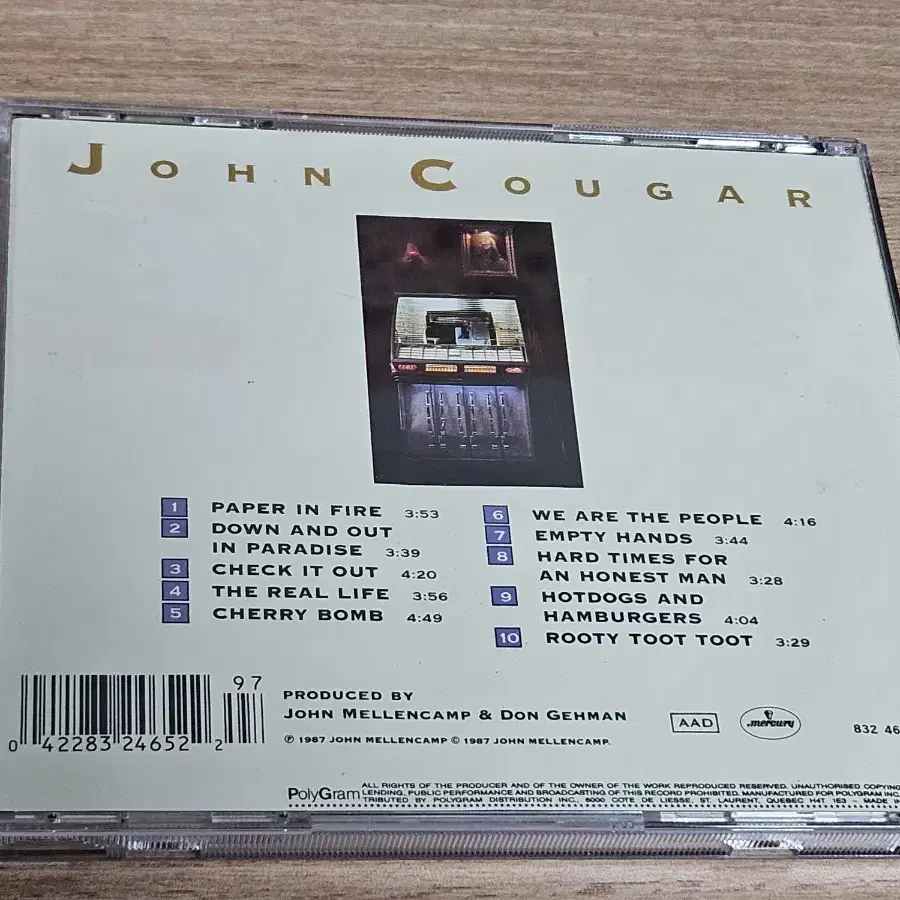 JOHN COUGAR
1 PAPER IN FIRE 3:53
2 DOWN AND OUT
IN PARADISE 3:39
3 CHECK IT OUT 4:20
4 THE REAL LIFE 3:56
5 CHERRY BOMB 4:49
6 WE ARE THE PEOPLE 4:16
7 EMPTY HANDS 3:44
8 HARD TIMES FOR
AN HONEST MAN 3:28
9 HOTDOGS AND
HAMBURGERS 4:04
10 ROOTY TOOT TOOT 3:29
97
0 42283 24652 2
PRODUCED BY
JOHN MELLENCAMP & DON GEHMAN
℗ 1987 JOHN MELLENCAMP © 1987 JOHN MELLENCAMP.
AAD
mercury
832 46
PolyGram
ALL RIGHTS OF THE PRODUCER AND OF THE OWNER OF THE WORK REPRODUCED RESERVED. UNAUTHORISED COPYING
LENDING, PUBLIC PERFORMANCE AND BROADCASTING OF THIS RECORD PROHIBITED. MANUFACTURED FOR POLYGRAM INC.
TRIBUTED BY POLYGRAM DISTRIBUTION INC., 6000 COTE DE LIESSE, ST. LAURENT, QUEBEC H4T 1E3 - MADE IN